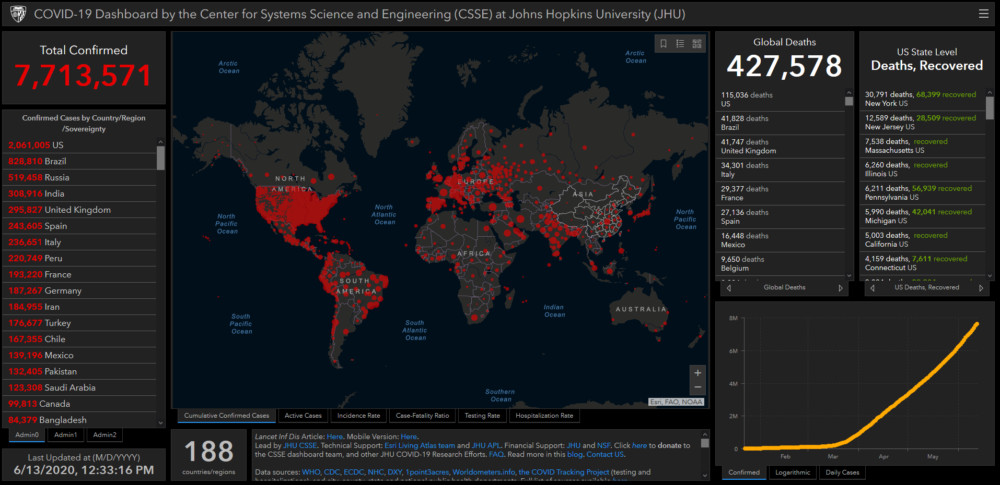 COVID-19 Dashboard by the Center for Systems Science and Engineering (CSSE) at Johns Hopkins University (JHU)
Total Confirmed
7,713,571
Confirmed Cases by Country/Region
/Sovereignty
2,061,005 US
828,810 Brazil
519,458 Russia
308,916 India
295,827 United Kingdom
243,605 Spain
236,651 Italy
220,749 Peru
193,220 France
187,267 Germany
184,955 Iran
176,677 Turkey
167,355 Chile
139,196 Mexico
132,405 Pakistan
123,308 Saudi Arabia
99,813 Canada
84,379 Bangladesh
Admin0 Admin1 Admin2
Last Updated at (M/D/YYYY)
6/13/2020, 12:33:16 PM
Arctic
Ocean
Arctic
Ocean
NORTH
AMERICA
EUROPE
ASIA
North
Pacific
Ocean
North
Atlantic
Ocean
North
Pacific
Ocean
AFRICA
SOUTH
AMERICA
Indian
Ocean
AUSTRALIA
South
Pacific
Ocean
South
Atlantic
Ocean
Southern
Ocean
+
−
Esri, FAO, NOAA
Cumulative Confirmed Cases Active Cases Incidence Rate Case-Fatality Ratio Testing Rate Hospitalization Rate
188
countries/regions
Lancet Inf Dis Article: Here. Mobile Version: Here.
Lead by JHU CSSE. Technical Support: Esri Living Atlas team and JHU APL. Financial Support: JHU and NSF. Click here to donate to
the CSSE dashboard team, and other JHU COVID-19 Research Efforts. FAQ. Read more in this blog. Contact US.
Data sources: WHO, CDC, ECDC, NHC, DXY, 1point3acres, Worldometers.info, the COVID Tracking Project (testing and
hospitalizations), and city, county, state and national public health departments. Full list of sources available here.
Global Deaths
427,578
115,036 deaths
US
41,828 deaths
Brazil
41,747 deaths
United Kingdom
34,301 deaths
Italy
29,377 deaths
France
27,136 deaths
Spain
16,448 deaths
Mexico
9,650 deaths
Belgium
Global Deaths
US State Level
Deaths, Recovered
30,791 deaths, 68,399 recovered
New York US
12,589 deaths, 28,509 recovered
New Jersey US
7,538 deaths, recovered
Massachusetts US
6,260 deaths, recovered
Illinois US
6,211 deaths, 56,939 recovered
Pennsylvania US
5,990 deaths, 42,041 recovered
Michigan US
5,003 deaths, recovered
California US
4,159 deaths, 7,611 recovered
Connecticut US
US Deaths, Recovered
8M
6M
4M
2M
0
Feb Mar Apr May
Confirmed Logarithmic Daily Cases